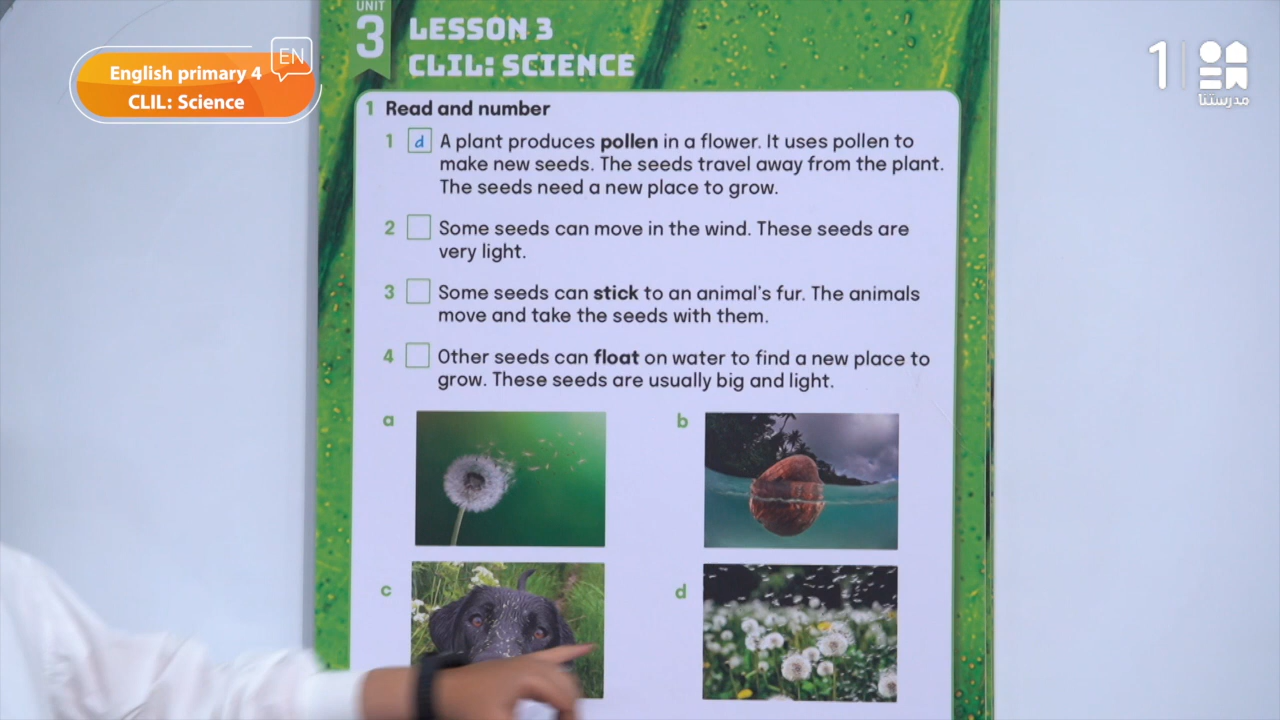 UNIT
3
LESSON 3
CLIL: SCIENCE
English primary 4
CLIL: Science
EN
1
مدرستنا
1 Read and number
1 d A plant produces pollen in a flower. It uses pollen to
make new seeds. The seeds travel away from the plant.
The seeds need a new place to grow.
2 Some seeds can move in the wind. These seeds are
very light.
3 Some seeds can stick to an animal's fur. The animals
move and take the seeds with them.
4 Other seeds can float on water to find a new place to
grow. These seeds are usually big and light.
a
b
c
d